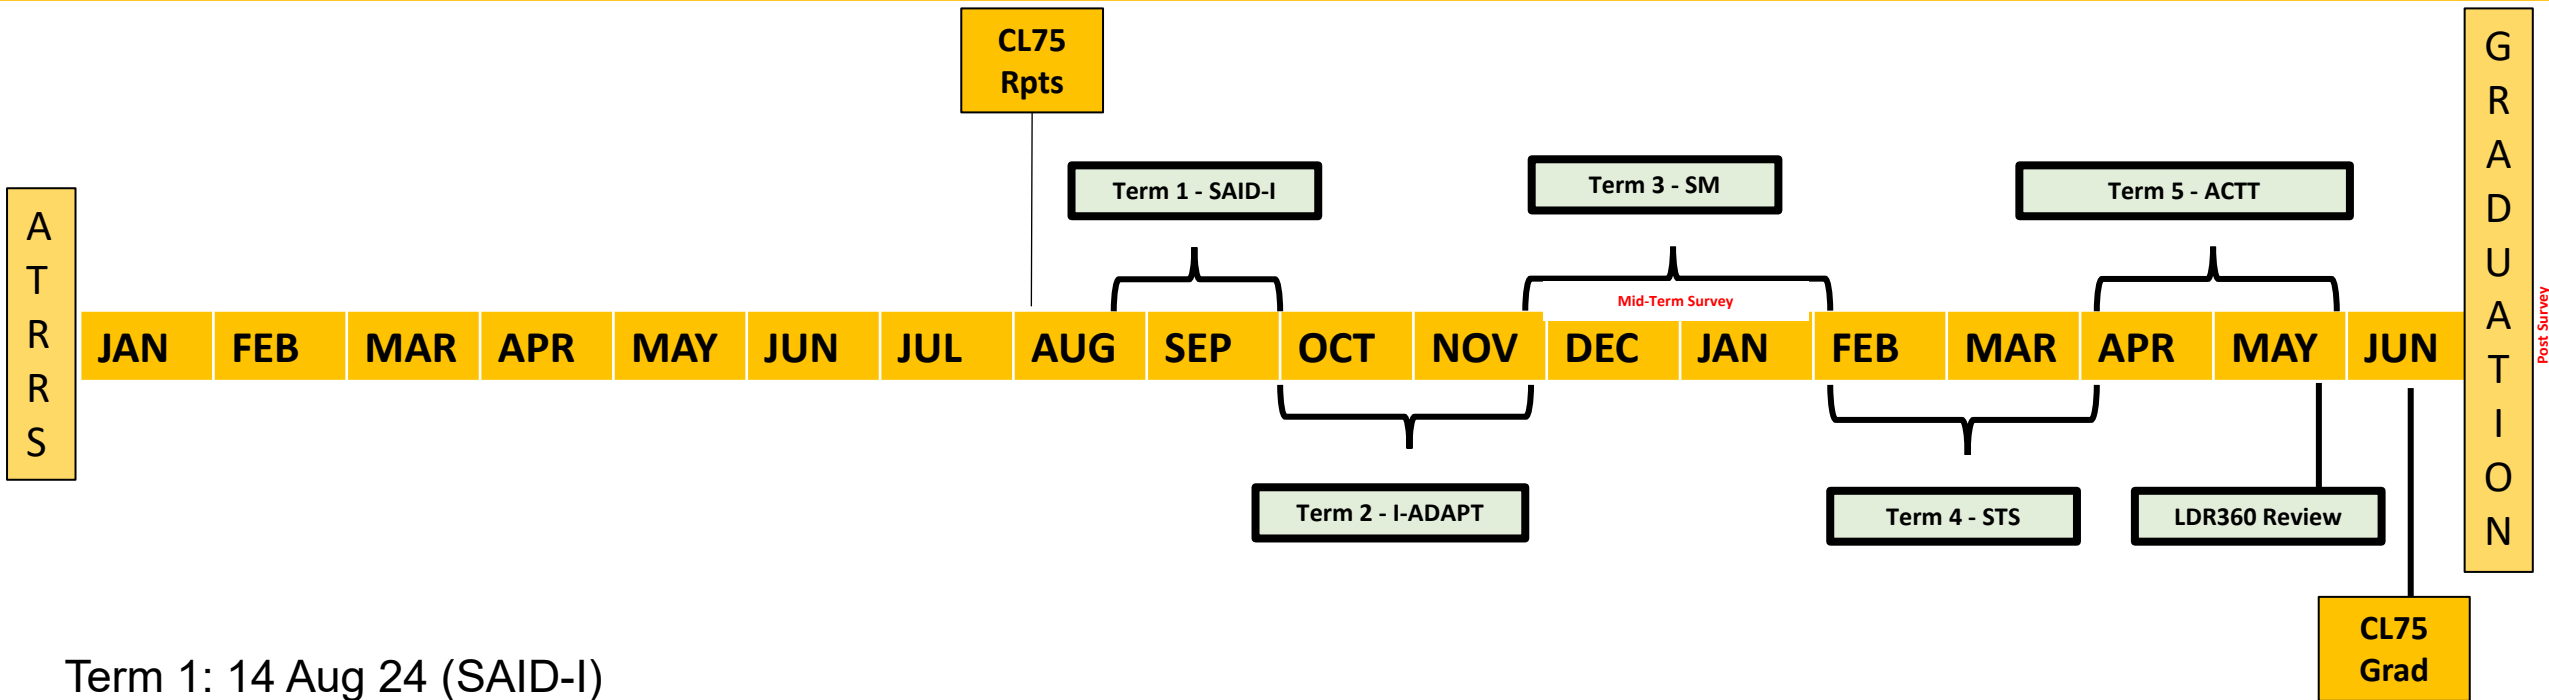 CL75
Rpts
GRADUATION
Term 1 - SAID-I
Term 3 - SM
Term 5 - ACTT
ATRRS
Mid-Term Survey
Post Survey
JAN FEB MAR APR MAY JUN JUL AUG SEP OCT NOV DEC JAN FEB MAR APR MAY JUN
Term 2 - I-ADAPT
Term 4 - STS
LDR360 Review
CL75
Grad
Term 1: 14 Aug 24 (SAID-I)